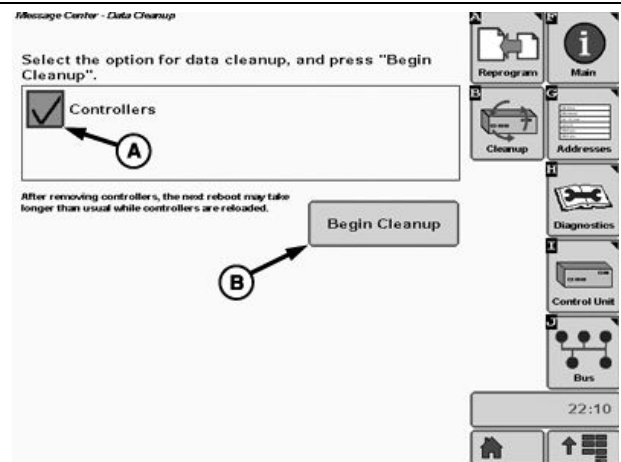 Message Center - Data Cleanup
Select the option for data cleanup, and press "Begin
Cleanup".
Controllers
A
After removing controllers, the next reboot may take
longer than usual while controllers are reloaded.
Begin Cleanup
B
A
Reprogram
F
Main
B
Cleanup
G
Addresses
H
Diagnostics
I
Control Unit
J
Bus
22:10